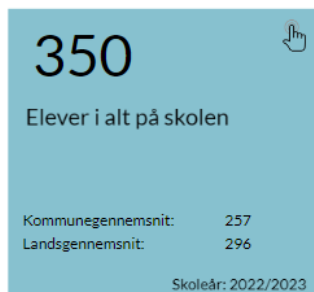 350
Elever i alt på skolen
Kommunegennemsnit: 257
Landsgennemsnit: 296
Skoleår: 2022/2023